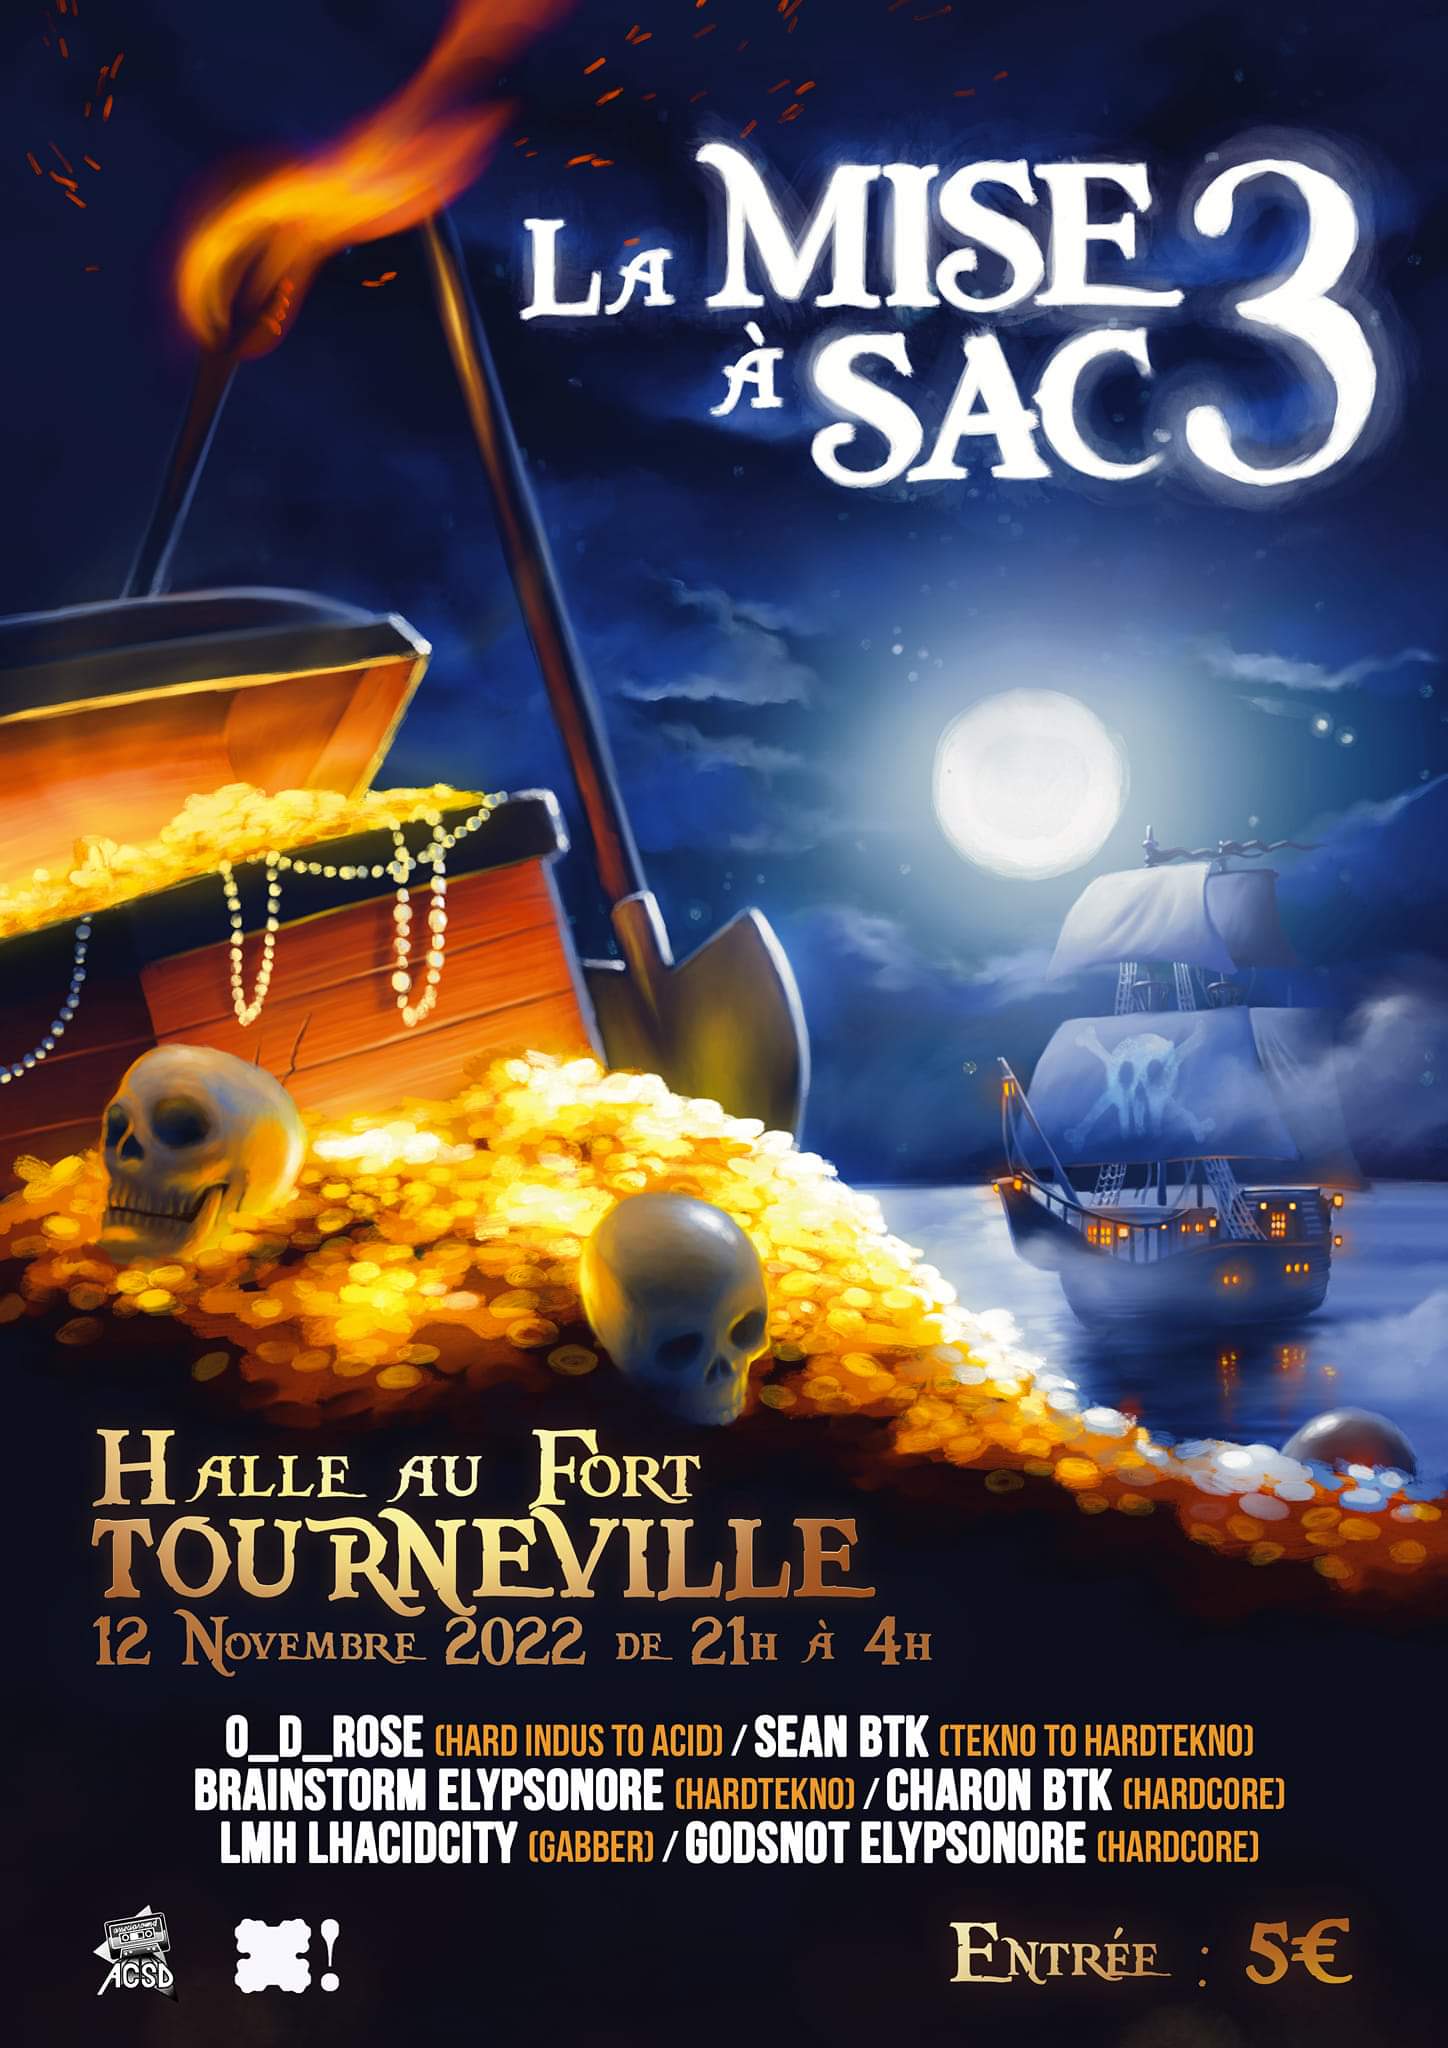 LA MISE
À SAC 3
HALLE AU FORT
TOURNEVILLE
12 NOVEMBRE 2022 DE 21H À 4H
O_D_ROSE (HARD INDUS TO ACID) / SEAN BTK (TEKNO TO HARDTEKNO)
BRAINSTORM ELYPSONORE (HARDTEKNO) / CHARON BTK (HARDCORE)
LMH LHACIDCITY (GABBER) / GODSNOT ELYPSONORE (HARDCORE)
ACSD
!
ENTRÉE : 5€